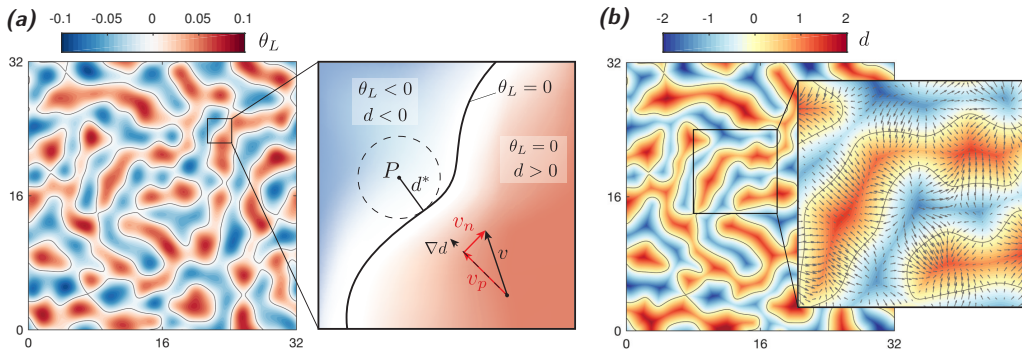 (a)
-0.1 -0.05 0 0.05 0.1
θ_L
32
16
0
0 16 32
θ_L < 0
d < 0
θ_L = 0
θ_L = 0
d > 0
P
d*
v_n
∇d
v
v_p
(b)
-2 -1 0 1 2
d
32
16
0
0 16 32